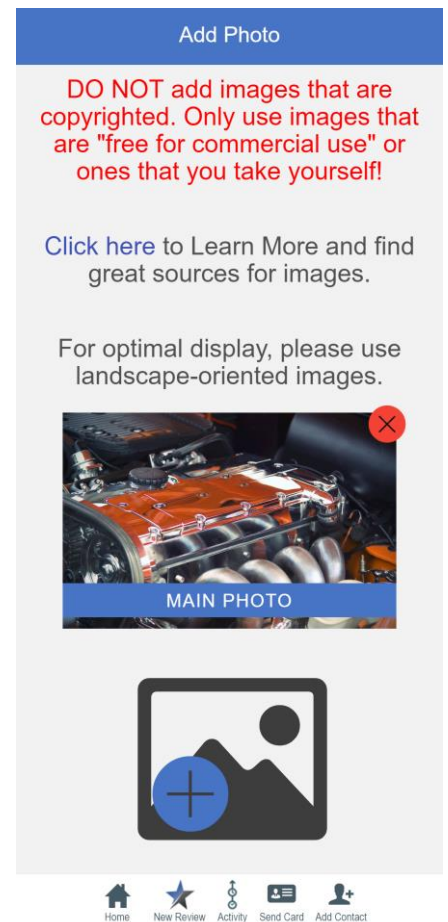 Add Photo
DO NOT add images that are
copyrighted. Only use images that
are "free for commercial use" or
ones that you take yourself!
Click here to Learn More and find
great sources for images.
For optimal display, please use
landscape-oriented images.
MAIN PHOTO
Home New Review Activity Send Card Add Contact